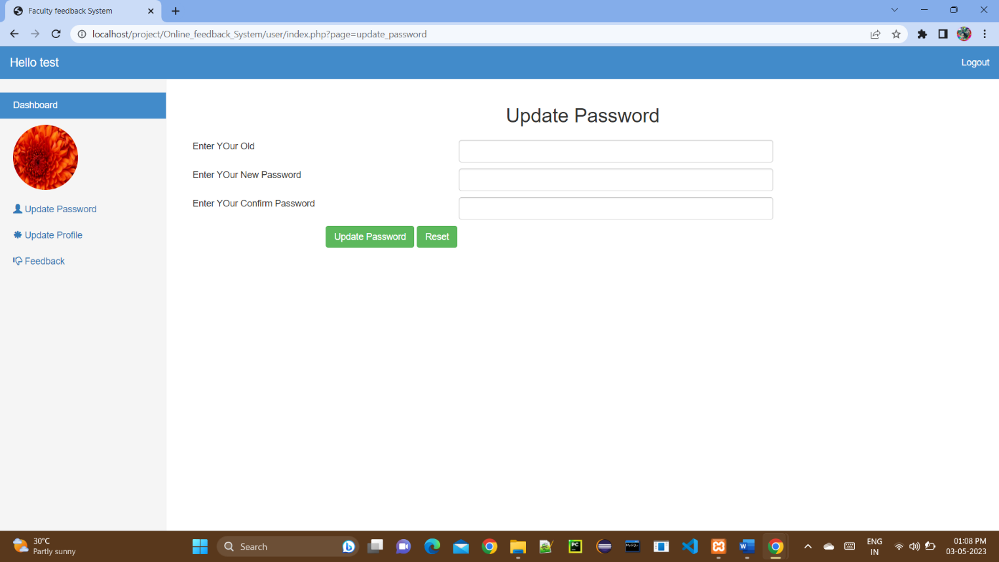 Faculty feedback System
localhost/project/Online_feedback_System/user/index.php?page=update_password
Hello test
Logout
Dashboard
Update Password
Enter YOur Old
Enter YOur New Password
Enter YOur Confirm Password
Update Password Reset
Update Password
Update Profile
Feedback
30°C
Partly sunny
Search
PC
MySQL
W
ENG
IN
01:08 PM
03-05-2023